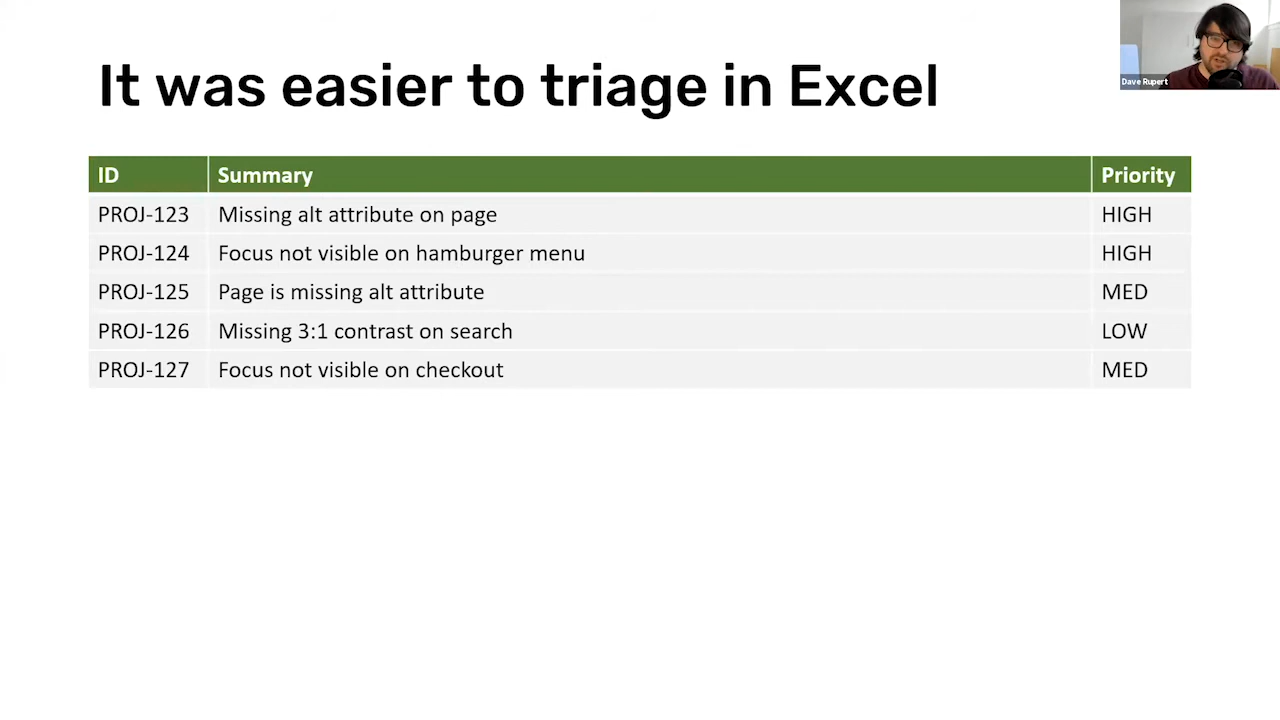 It was easier to triage in Excel
Dave Rupert
ID Summary Priority
PROJ-123 Missing alt attribute on page HIGH
PROJ-124 Focus not visible on hamburger menu HIGH
PROJ-125 Page is missing alt attribute MED
PROJ-126 Missing 3:1 contrast on search LOW
PROJ-127 Focus not visible on checkout MED